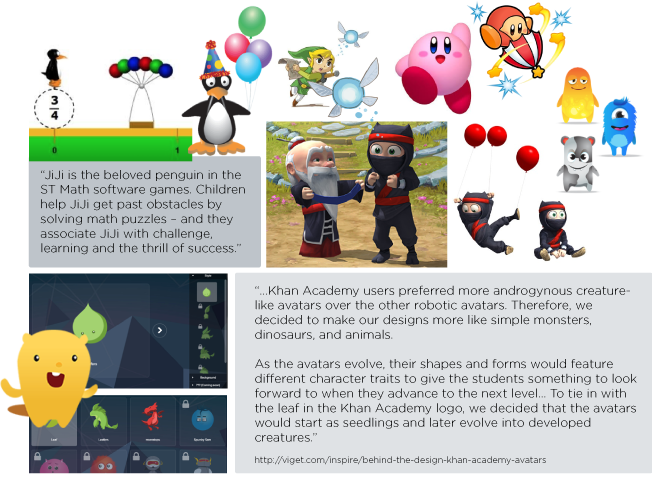 3
4
0
1
“JiJi is the beloved penguin in the
ST Math software games. Children
help JiJi get past obstacles by
solving math puzzles – and they
associate JiJi with challenge,
learning and the thrill of success.”
“...Khan Academy users preferred more androgynous creature-
like avatars over the other robotic avatars. Therefore, we
decided to make our designs more like simple monsters,
dinosaurs, and animals.
As the avatars evolve, their shapes and forms would feature
different character traits to give the students something to look
forward to when they advance to the next level... To tie in with
the leaf in the Khan Academy logo, we decided that the avatars
would start as seedlings and later evolve into developed
creatures.”
http://viget.com/inspire/behind-the-design-khan-academy-avatars
Background
Leaf